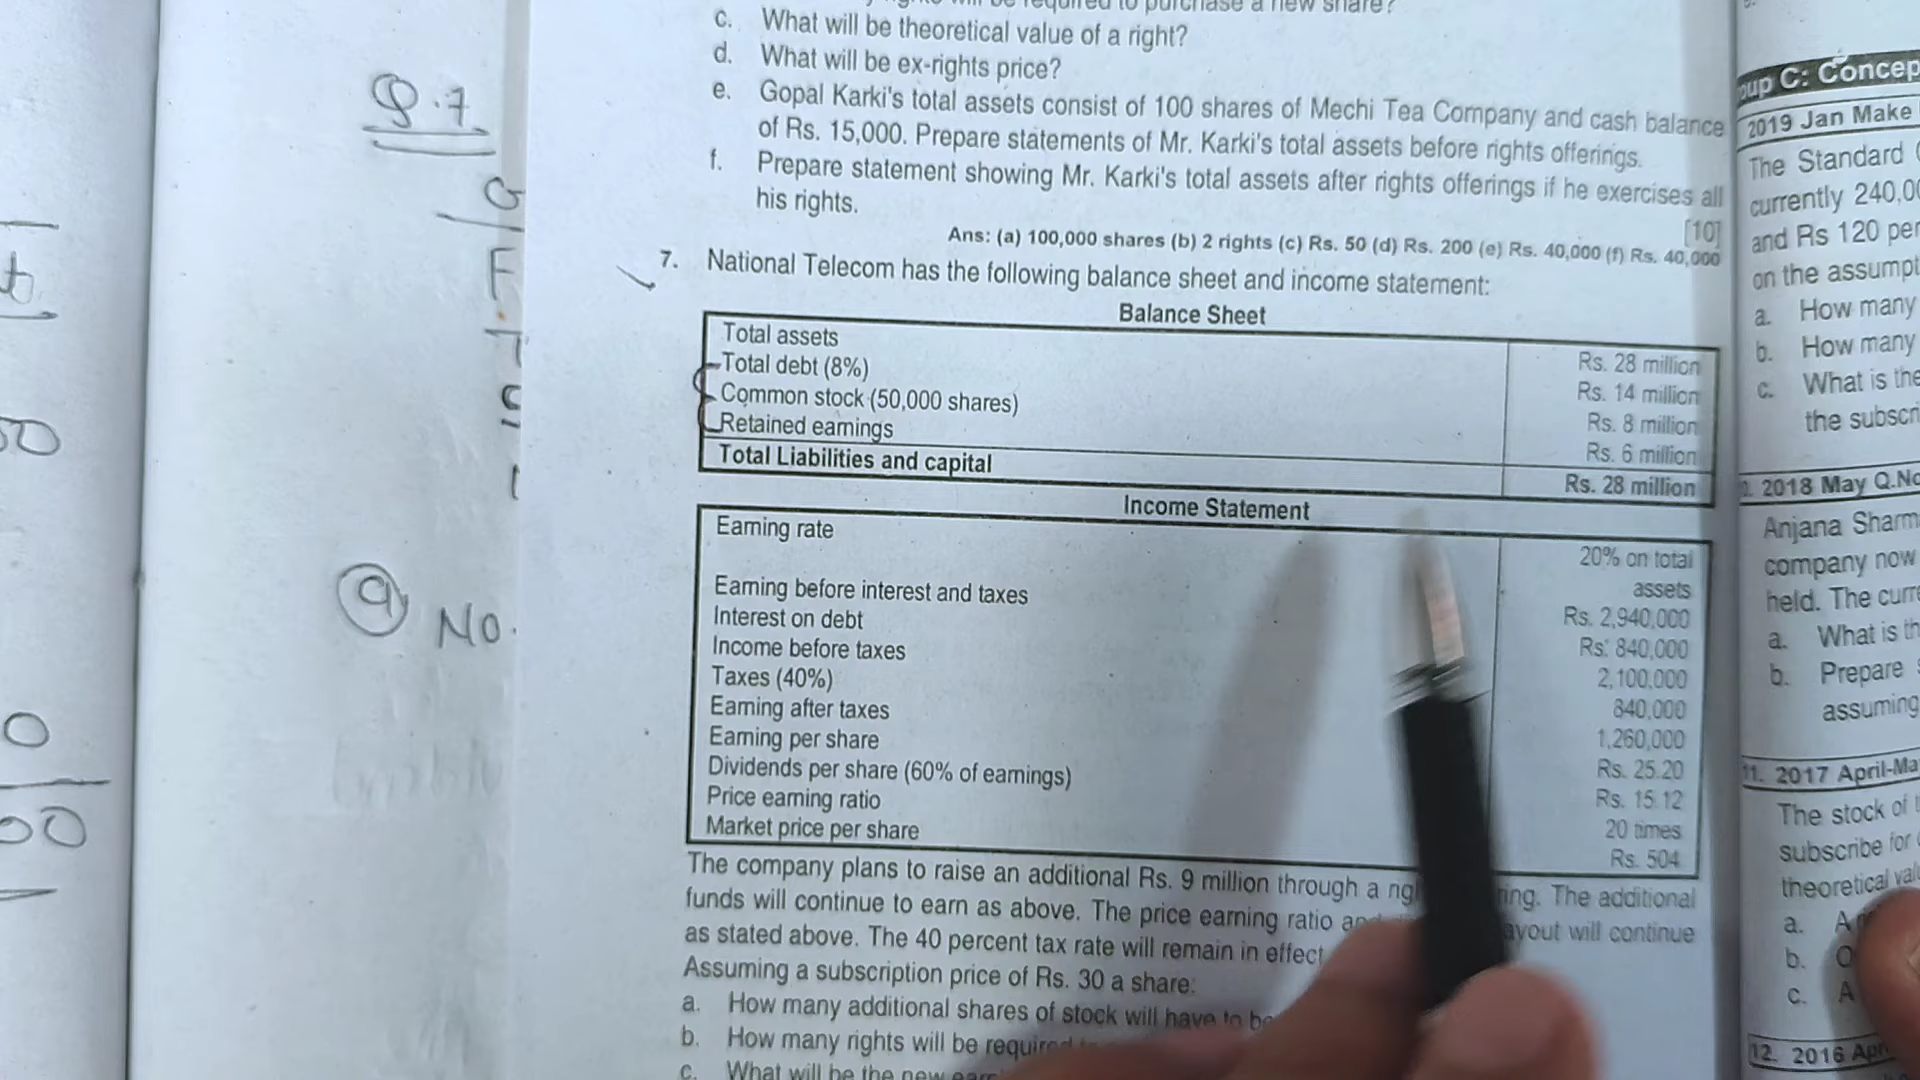 c. What will be theoretical value of a right?
d. What will be ex-rights price?
e. Gopal Karki's total assets consist of 100 shares of Mechi Tea Company and cash balance
of Rs. 15,000. Prepare statements of Mr. Karki's total assets before rights offerings.
f. Prepare statement showing Mr. Karki's total assets after rights offerings if he exercises all
his rights.
[10]
Ans: (a) 100,000 shares (b) 2 rights (c) Rs. 50 (d) Rs. 200 (e) Rs. 40,000 (f) Rs. 40,000
7. National Telecom has the following balance sheet and income statement:
Balance Sheet
Total assets Rs. 28 million
Total debt (8%) Rs. 14 million
Common stock (50,000 shares) Rs. 8 million
Retained earnings Rs. 6 million
Total Liabilities and capital Rs. 28 million
Income Statement
Earning rate 20% on total
assets
Earning before interest and taxes Rs. 2,940,000
Interest on debt Rs. 840,000
Income before taxes 2,100,000
Taxes (40%) 840,000
Earning after taxes 1,260,000
Earning per share Rs. 25.20
Dividends per share (60% of earnings) Rs. 15.12
Price earning ratio 20 times
Market price per share Rs. 504
The company plans to raise an additional Rs. 9 million through a ring. The additional
funds will continue to earn as above. The price earning ratio will continue
as stated above. The 40 percent tax rate will remain in effect
Assuming a subscription price of Rs. 30 a share:
a. How many additional shares of stock will have to
b. How many rights will be
c. What will be the new
Q.7
a NO.
C: Concep
2019 Jan Make
The Standard
currently 240,0
and Rs 120 per
on the
a. How many
b. How many
c. What is the
the
2018 May Q.No
Anjana Sharm
company now
held. The
a. What is
b. Prepare
assuming
11. 2017 April-Ma
The stock of
subscribe for
theoretical
a. A
b.
c. A
12. 2016